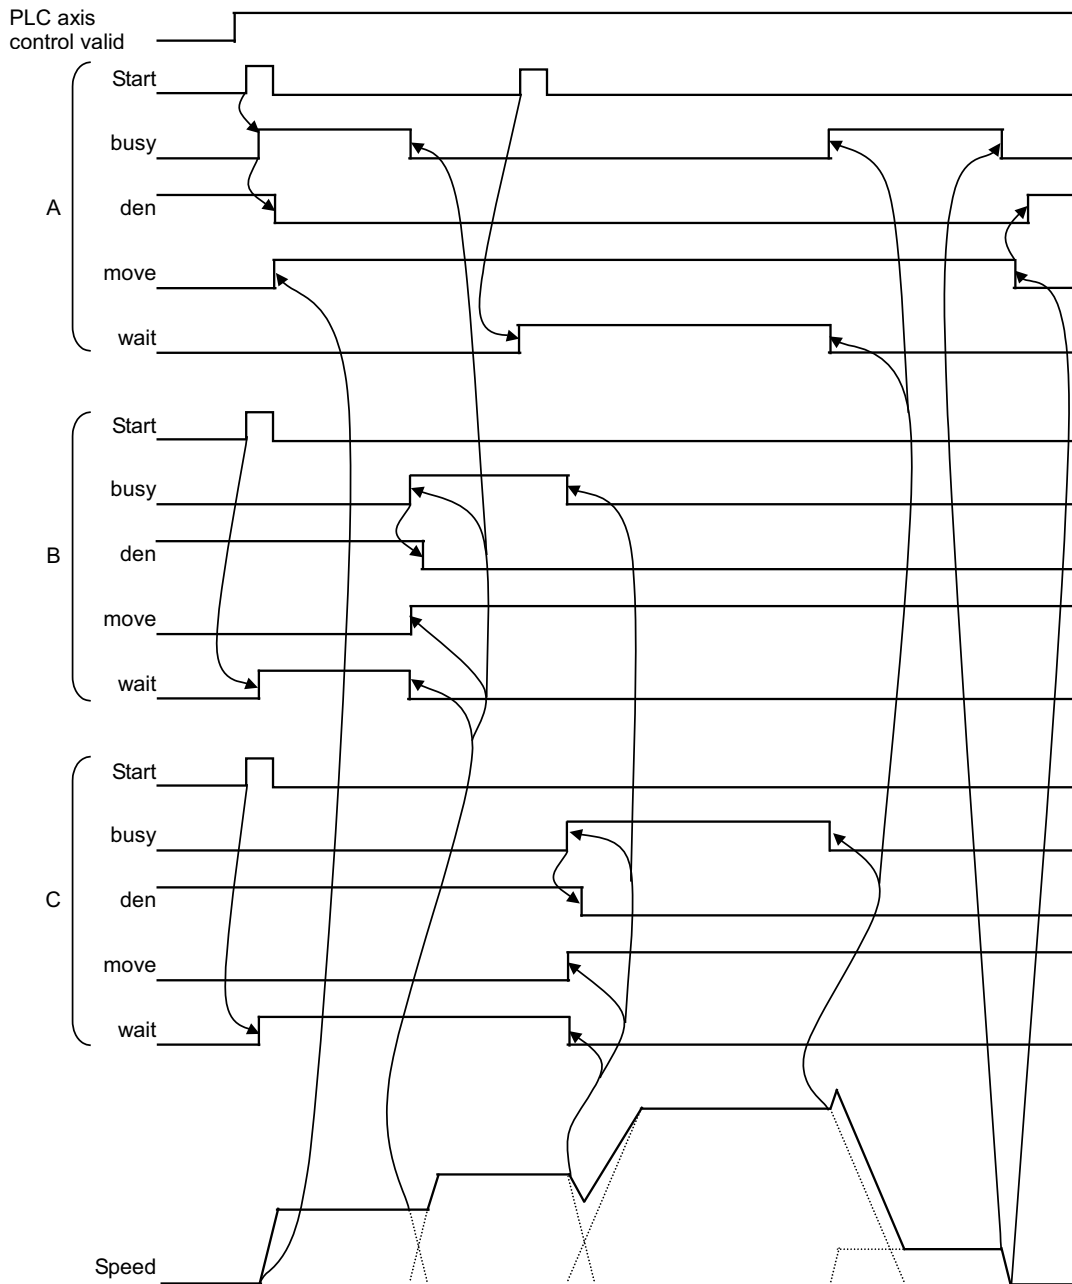 PLC axis
control valid
A
Start
busy
den
move
wait
B
Start
busy
den
move
wait
C
Start
busy
den
move
wait
Speed